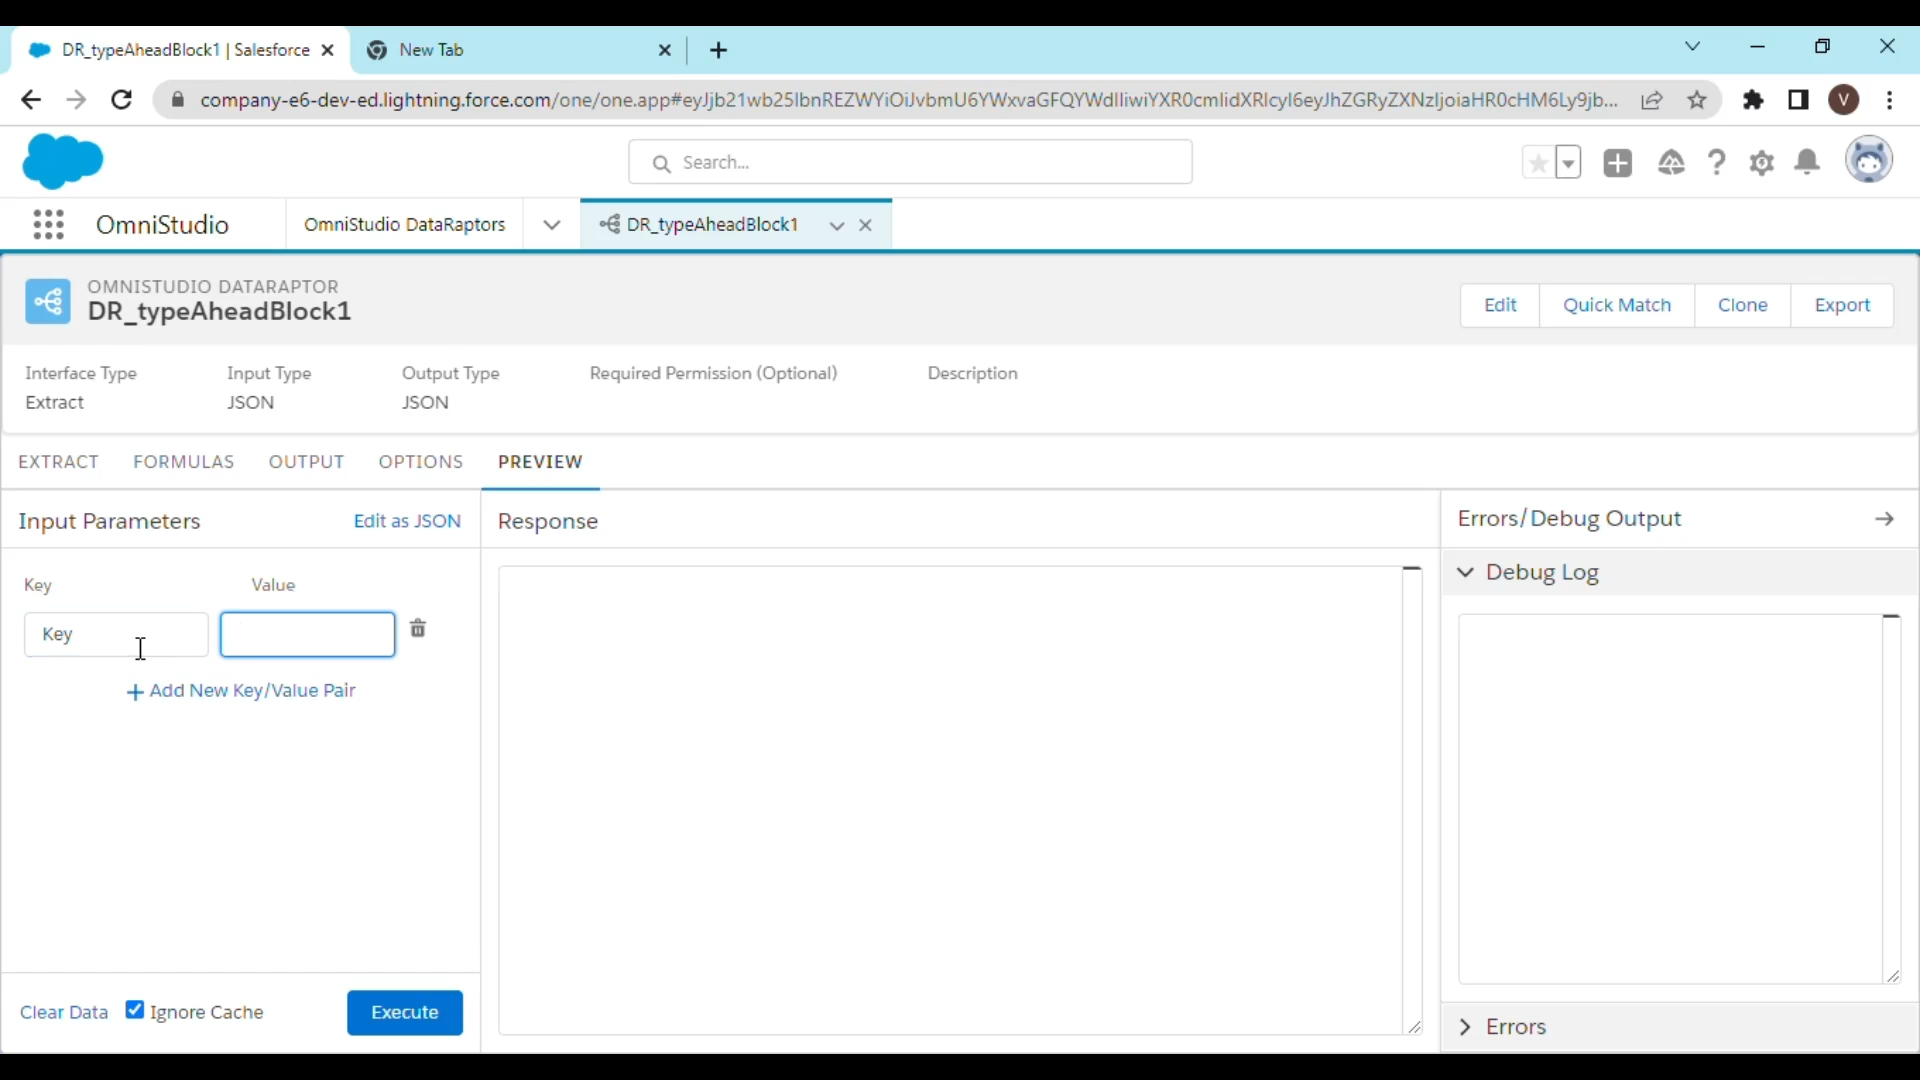 DR_typeAheadBlock1 | Salesforce
New Tab
company-e6-dev-ed.lightning.force.com/one/one.app#eyJjb21wb25lbnREZWYiOiJvbmU6YWxvaGFQYWdlIiwiYXR0cmlidXRlcyI6eyJhZGRyZXNzIjoiaHR0cHM6Ly9jb...
V
Search...
OmniStudio
OmniStudio DataRaptors
DR_typeAheadBlock1
OMNISTUDIO DATARAPTOR
DR_typeAheadBlock1
Edit
Quick Match
Clone
Export
Interface Type
Input Type
Output Type
Required Permission (Optional)
Description
Extract
JSON
JSON
EXTRACT
FORMULAS
OUTPUT
OPTIONS
PREVIEW
Input Parameters
Edit as JSON
Response
Errors/Debug Output
Debug Log
Key
Value
Key
+ Add New Key/Value Pair
Clear Data
Ignore Cache
Execute
Errors